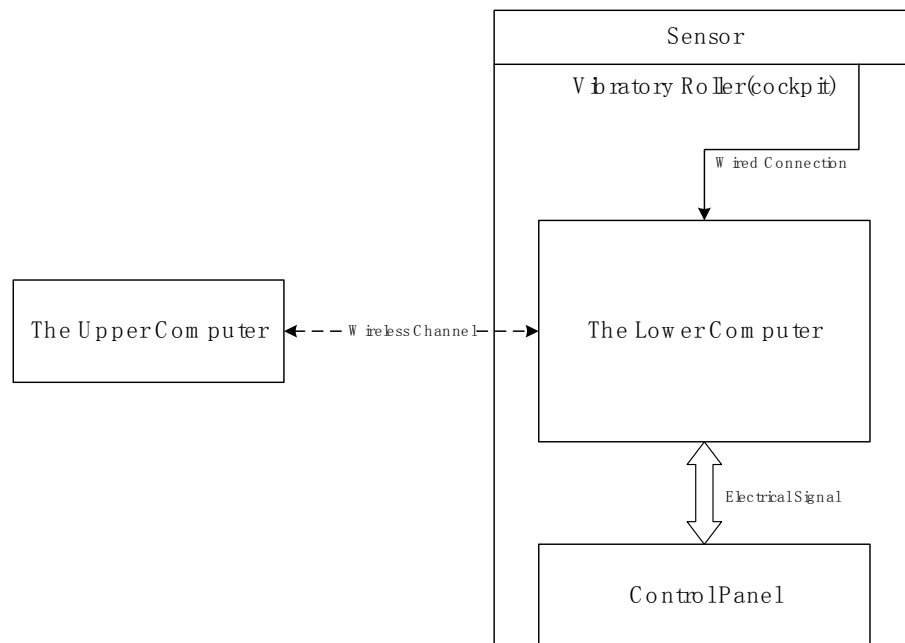 Sensor
Vibratory Roller(cockpit)
Wired Connection
The Upper Computer
Wireless Channel
The Lower Computer
Electrical Signal
Control Panel